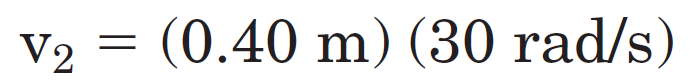 v₂ = (0.40 m) (30 rad/s)